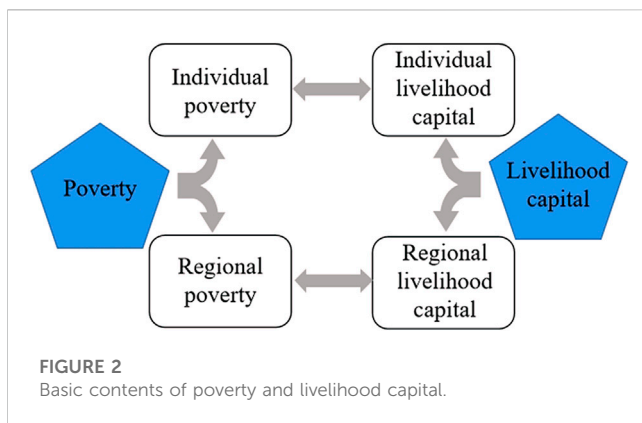 Individual
poverty
Individual
livelihood
capital
Poverty
Livelihood
capital
Regional
poverty
Regional
livelihood
capital
FIGURE 2
Basic contents of poverty and livelihood capital.